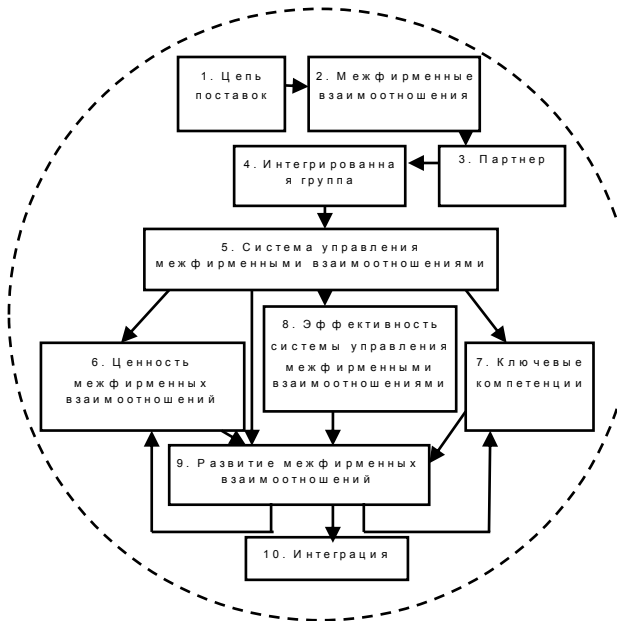 1. Цепь
поставок
2. Межфирменные
взаимоотношения
3. Партнер
4. Интегрированна
я группа
5. Система управления
межфирменными взаимоотношениями
8. Эффективность
системы управления
межфирменными
взаимоотношениями
6. Ценность
межфирменных
взаимоотношений
7. Ключевые
компетенции
9. Развитие межфирменных
взаимоотношений
10. Интеграция